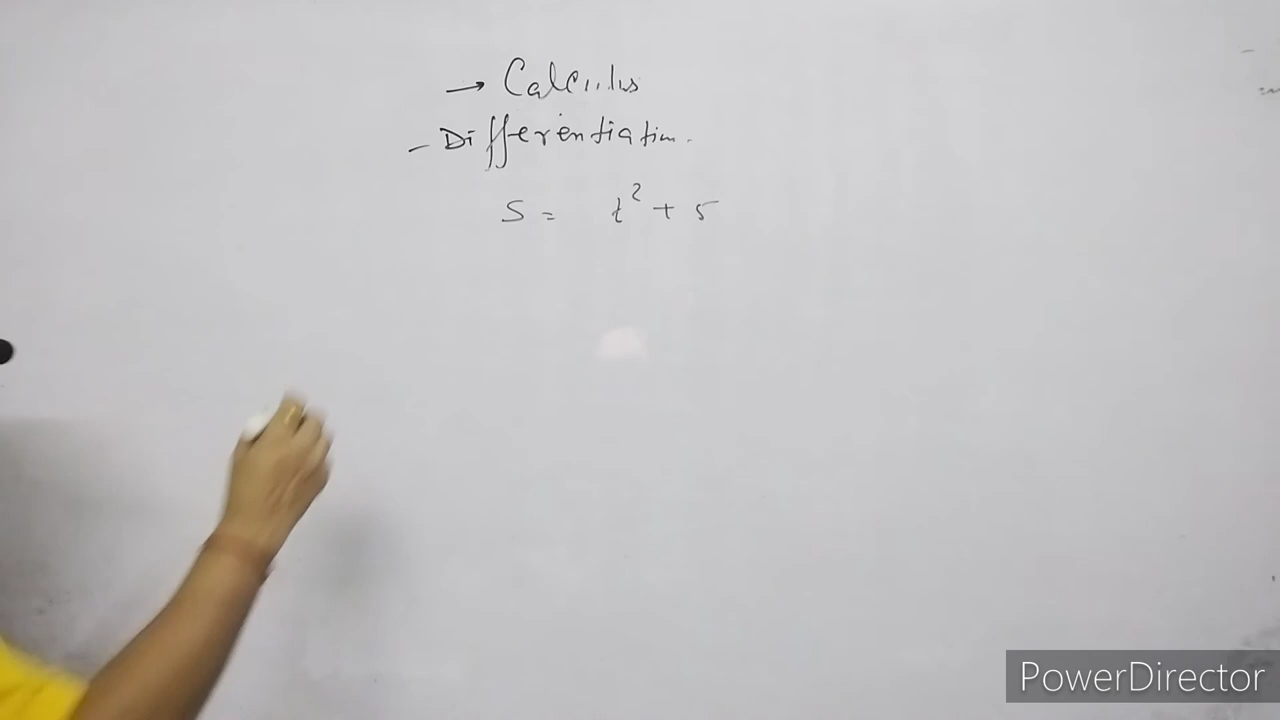 → Calculus
- Differentiation.
S = t² + 5
PowerDirector